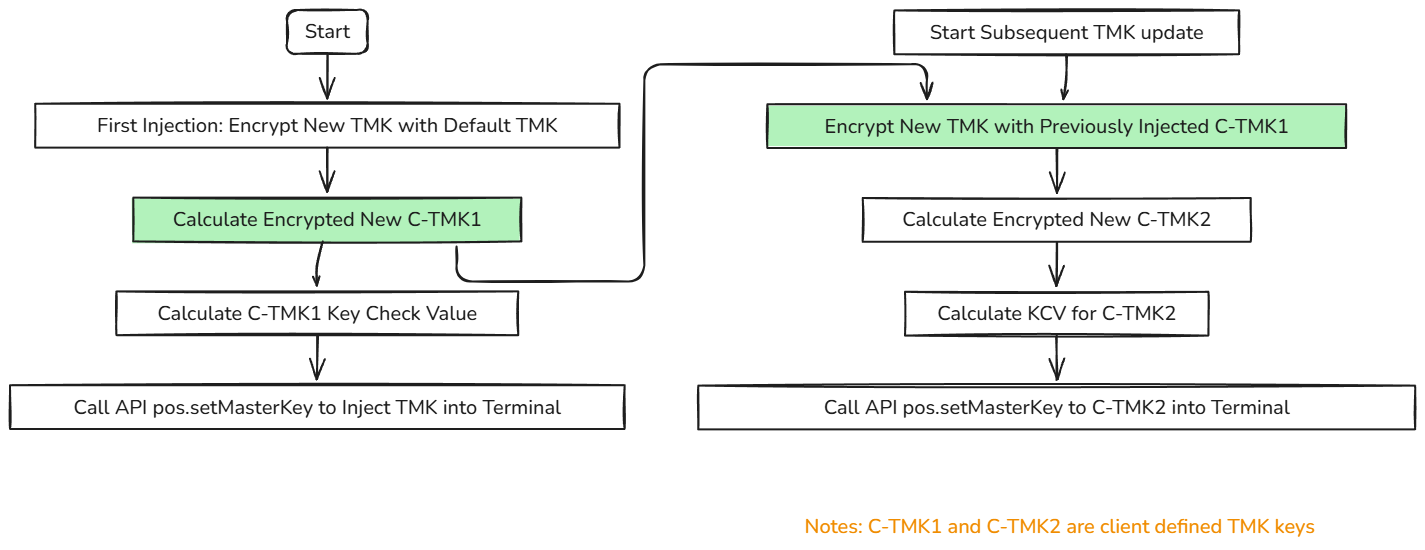 Start
First Injection: Encrypt New TMK with Default TMK
Calculate Encrypted New C-TMK1
Calculate C-TMK1 Key Check Value
Call API pos.setMasterKey to Inject TMK into Terminal
Start Subsequent TMK update
Encrypt New TMK with Previously Injected C-TMK1
Calculate Encrypted New C-TMK2
Calculate KCV for C-TMK2
Call API pos.setMasterKey to C-TMK2 into Terminal
Notes: C-TMK1 and C-TMK2 are client defined TMK keys